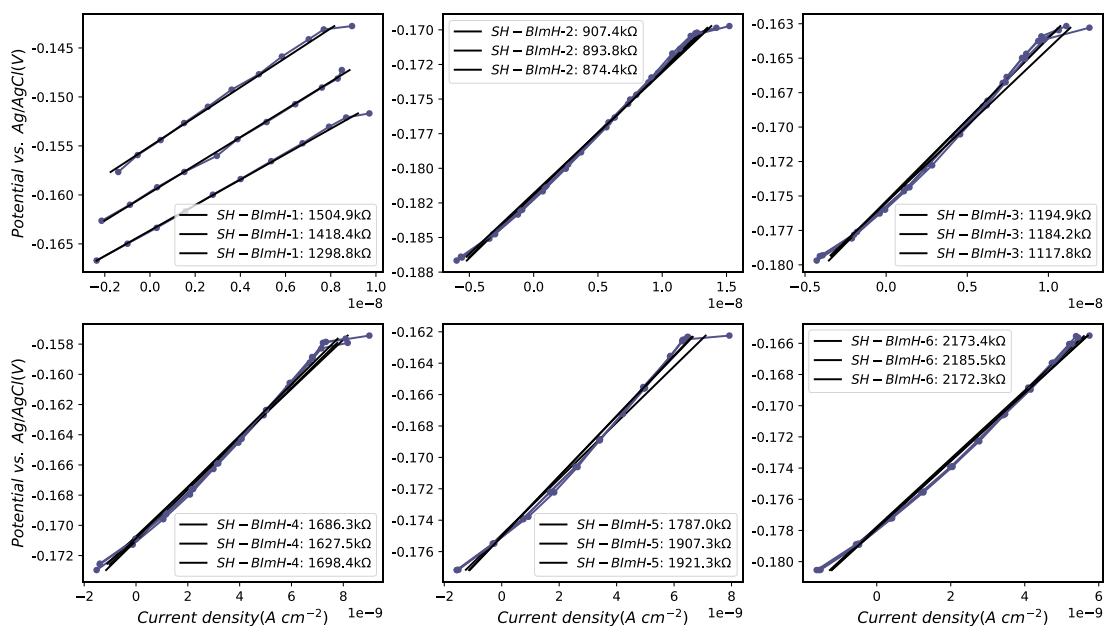 Potential vs. Ag/AgCl(V)
-0.145
-0.150
-0.155
-0.160
-0.165
SH − BImH-1: 1504.9kΩ
SH − BImH-1: 1418.4kΩ
SH − BImH-1: 1298.8kΩ
−0.2 0.0 0.2 0.4 0.6 0.8 1.0
1e−8
-0.170
-0.173
-0.175
-0.177
-0.180
-0.182
-0.185
-0.188
SH − BImH-2: 907.4kΩ
SH − BImH-2: 893.8kΩ
SH − BImH-2: 874.4kΩ
−0.5 0.0 0.5 1.0 1.5
1e−8
-0.163
-0.165
-0.167
-0.170
-0.172
-0.175
-0.177
-0.180
SH − BImH-3: 1194.9kΩ
SH − BImH-3: 1184.2kΩ
SH − BImH-3: 1117.8kΩ
−0.5 0.0 0.5 1.0
1e−8
Potential vs. Ag/AgCl(V)
-0.158
-0.160
-0.162
-0.164
-0.166
-0.168
-0.170
-0.172
SH − BImH-4: 1686.3kΩ
SH − BImH-4: 1627.5kΩ
SH − BImH-4: 1698.4kΩ
−2 0 2 4 6 8
1e−9
Current density(A cm−2)
-0.162
-0.164
-0.166
-0.168
-0.170
-0.172
-0.174
-0.176
SH − BImH-5: 1787.0kΩ
SH − BImH-5: 1907.3kΩ
SH − BImH-5: 1921.3kΩ
−2 0 2 4 6 8
1e−9
Current density(A cm−2)
-0.166
-0.168
-0.170
-0.172
-0.174
-0.176
-0.178
-0.180
SH − BImH-6: 2173.4kΩ
SH − BImH-6: 2185.5kΩ
SH − BImH-6: 2172.3kΩ
−2 0 2 4 6
1e−9
Current density(A cm−2)